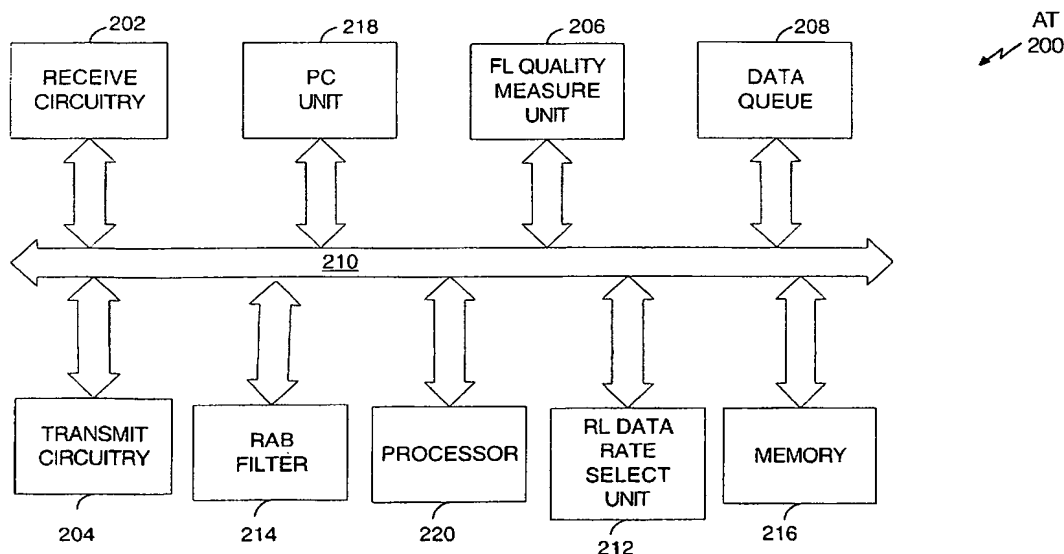 202
218
206
208
AT
200
RECEIVE
CIRCUITRY
PC
UNIT
FL QUALITY
MEASURE
UNIT
DATA
QUEUE
210
TRANSMIT
CIRCUITRY
RAB
FILTER
PROCESSOR
RL DATA
RATE
SELECT
UNIT
MEMORY
204
214
220
212
216